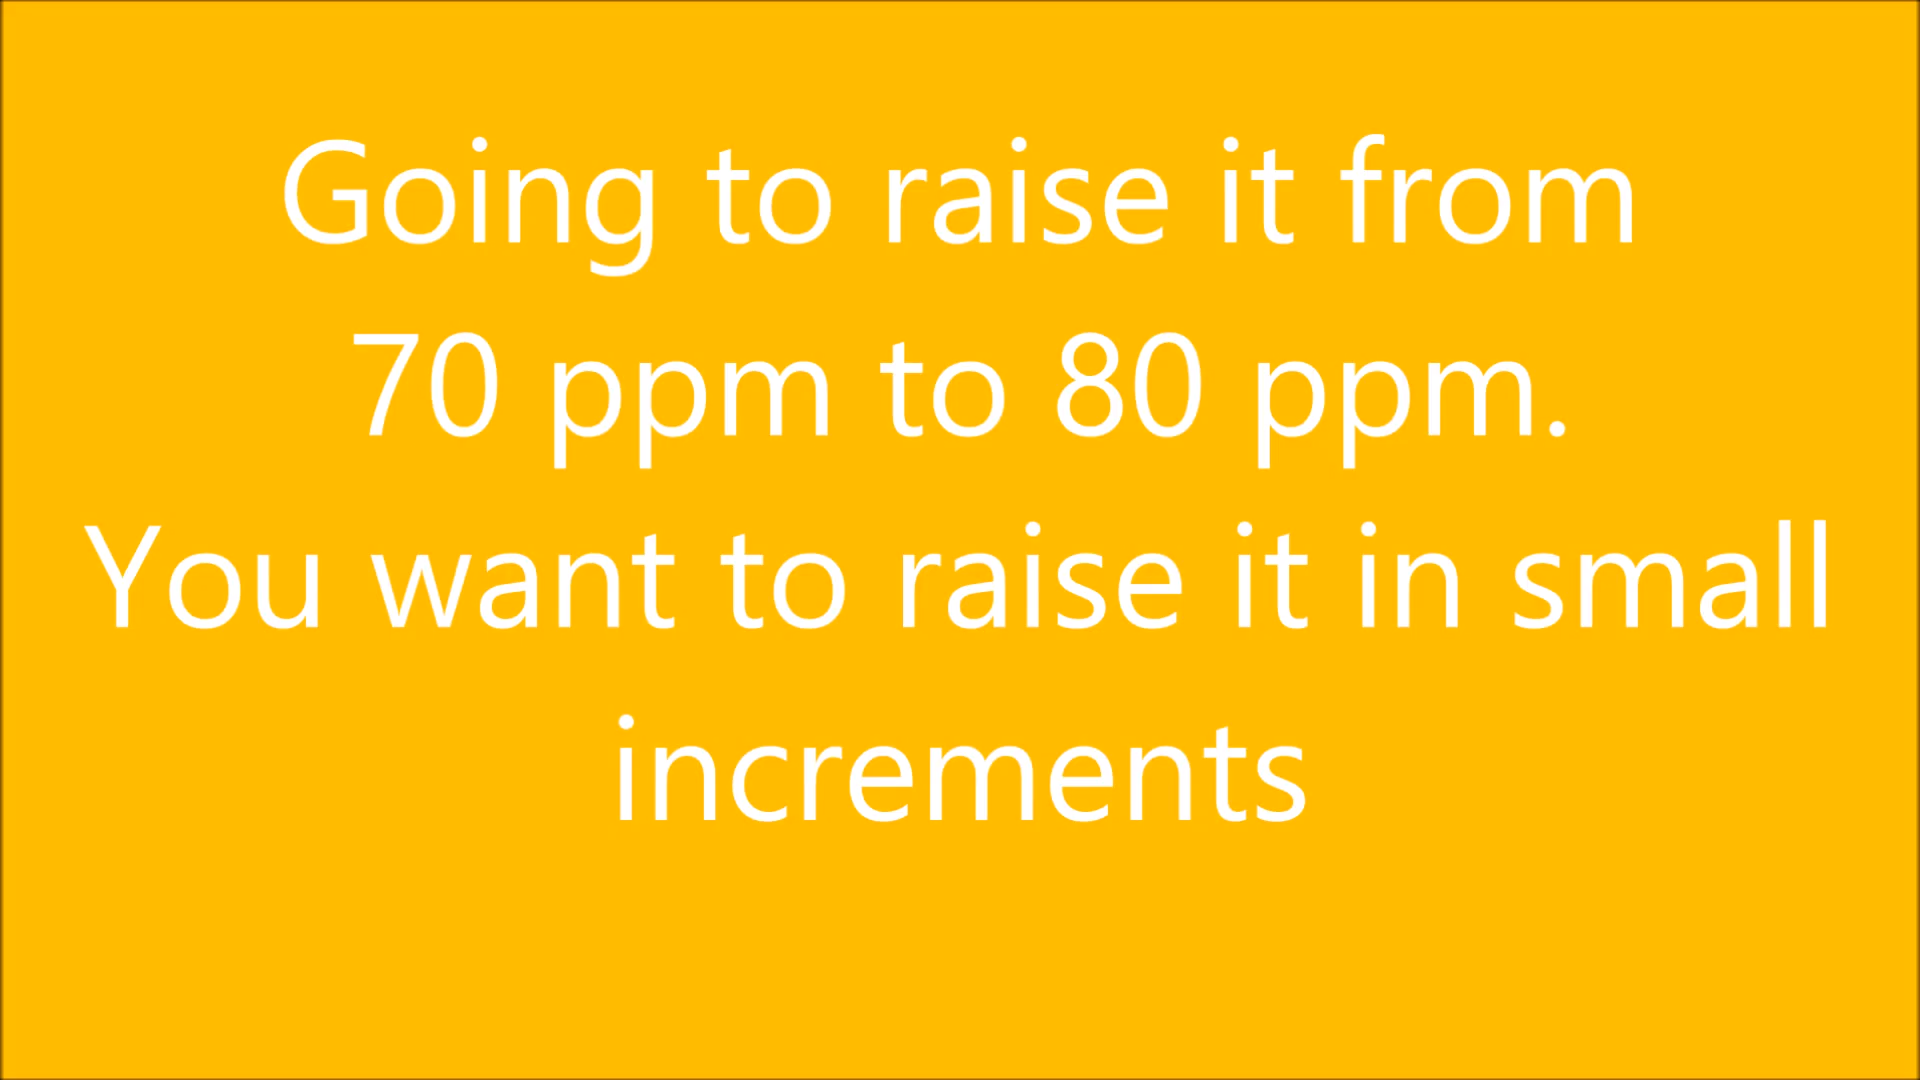 Going to raise it from
70 ppm to 80 ppm.
You want to raise it in small
increments